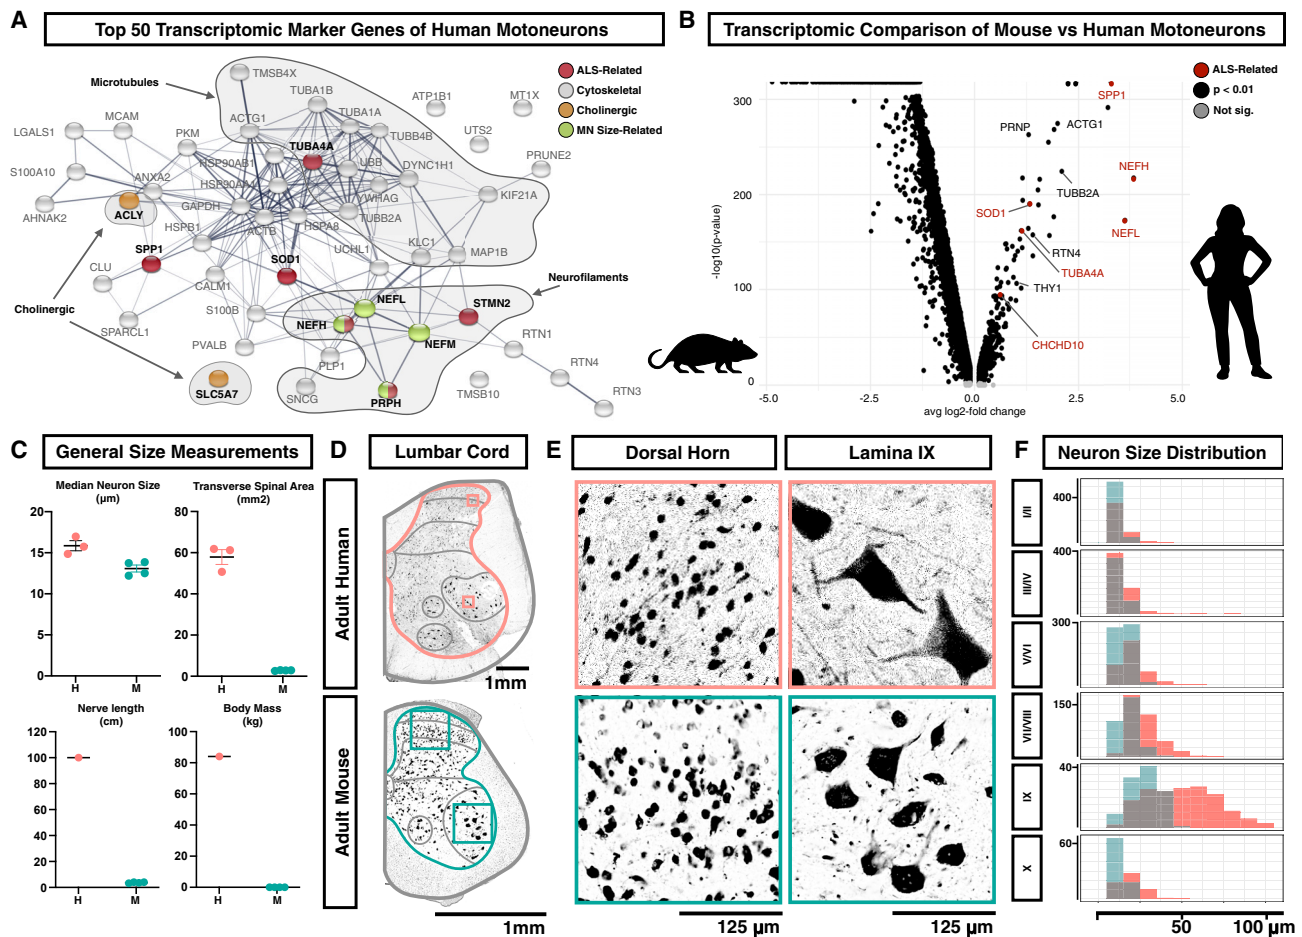 A
Top 50 Transcriptomic Marker Genes of Human Motoneurons
Microtubules
TMSB4X
TUBA1B
TUBA1A
ACTG1
TUBB4B
ATP1B1
MT1X
UTS2
PRUNE2
LGALS1
MCAM
PKM
TUBA4A
HSP90AB1
UBB
DYNC1H1
S100A10
ANXA2
HSP90AA1
YWHAG
KIF21A
AHNAK2
ACLY
GAPDH
TUBB2A
HSPB1
ACTB
HSPA8
SPP1
SOD1
UCHL1
KLC1
MAP1B
CLU
CALM1
Neurofilaments
Cholinergic
SPARCL1
S100B
NEFL
STMN2
NEFH
NEFM
RTN1
PVALB
PLP1
RTN4
SLC5A7
SNCG
PRPH
TMSB10
RTN3
ALS-Related
Cytoskeletal
Cholinergic
MN Size-Related
B
Transcriptomic Comparison of Mouse vs Human Motoneurons
ALS-Related
p < 0.01
Not sig.
300
200
100
0
-log10(p-value)
SPP1
PRNP
ACTG1
NEFH
TUBB2A
SOD1
NEFL
RTN4
TUBA4A
THY1
CHCHD10
-5.0
-2.5
0.0
2.5
5.0
avg log2-fold change
C
General Size Measurements
Median Neuron Size
(µm)
20
15
10
5
0
H
M
Transverse Spinal Area
(mm2)
80
60
40
20
0
H
M
Nerve length
(cm)
120
100
80
60
40
20
0
H
M
Body Mass
(kg)
100
80
60
40
20
0
H
M
D
Lumbar Cord
Adult Human
1mm
Adult Mouse
1mm
E
Dorsal Horn
Lamina IX
125 µm
125 µm
F
Neuron Size Distribution
I/II
400
III/IV
400
V/VI
300
VII/VIII
150
IX
40
X
60
50
100 µm